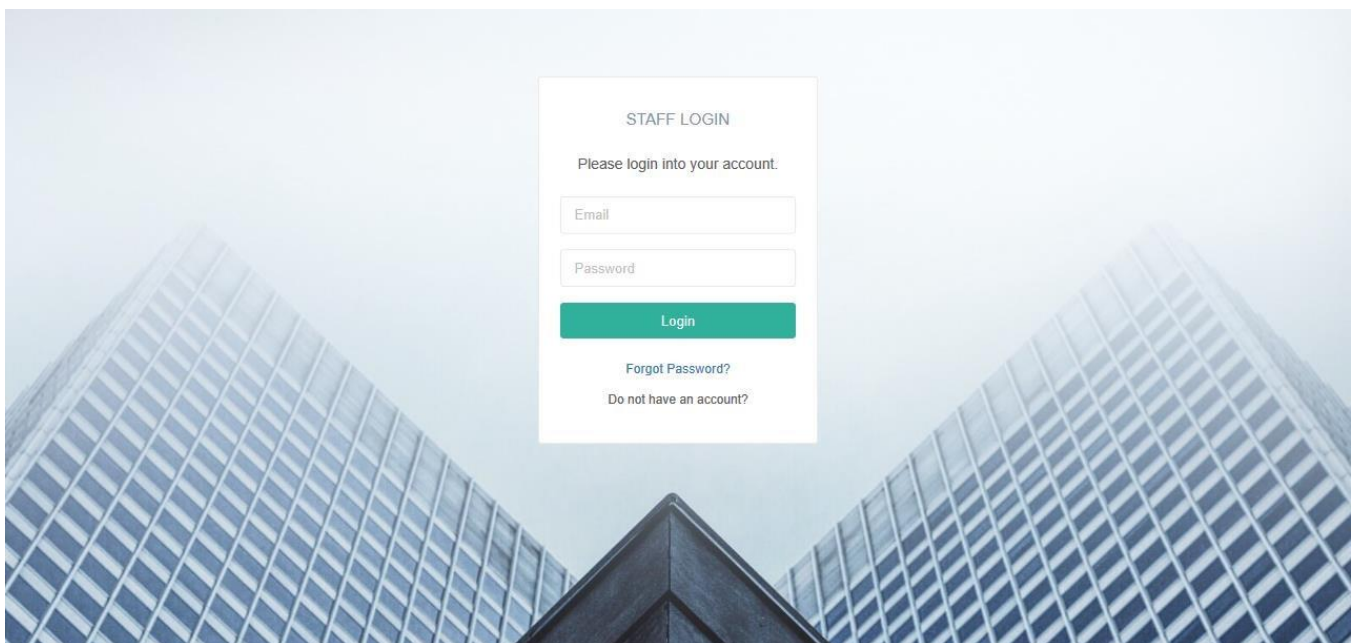 STAFF LOGIN
Please login into your account.
Email
Password
Login
Forgot Password?
Do not have an account?